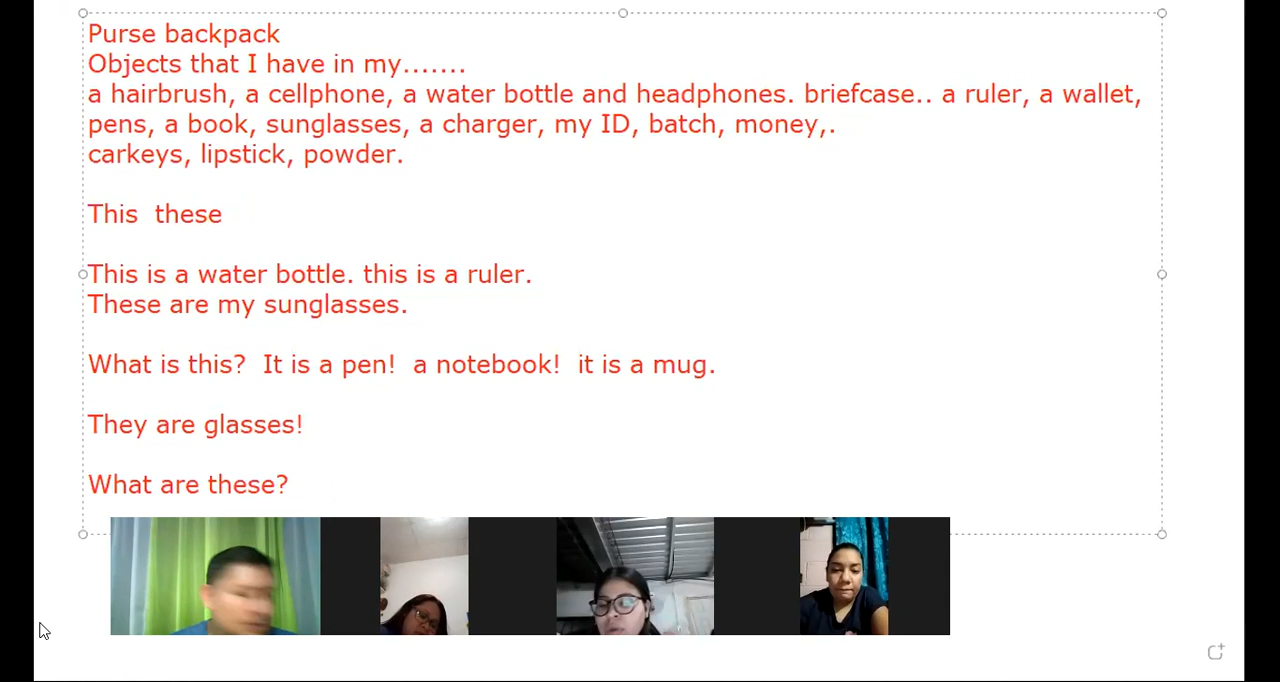 Purse backpack
Objects that I have in my.......
a hairbrush, a cellphone, a water bottle and headphones. briefcase.. a ruler, a wallet,
pens, a book, sunglasses, a charger, my ID, batch, money,.
carkeys, lipstick, powder.
This  these
This is a water bottle. this is a ruler.
These are my sunglasses.
What is this?  It is a pen!  a notebook!  it is a mug.
They are glasses!
What are these?